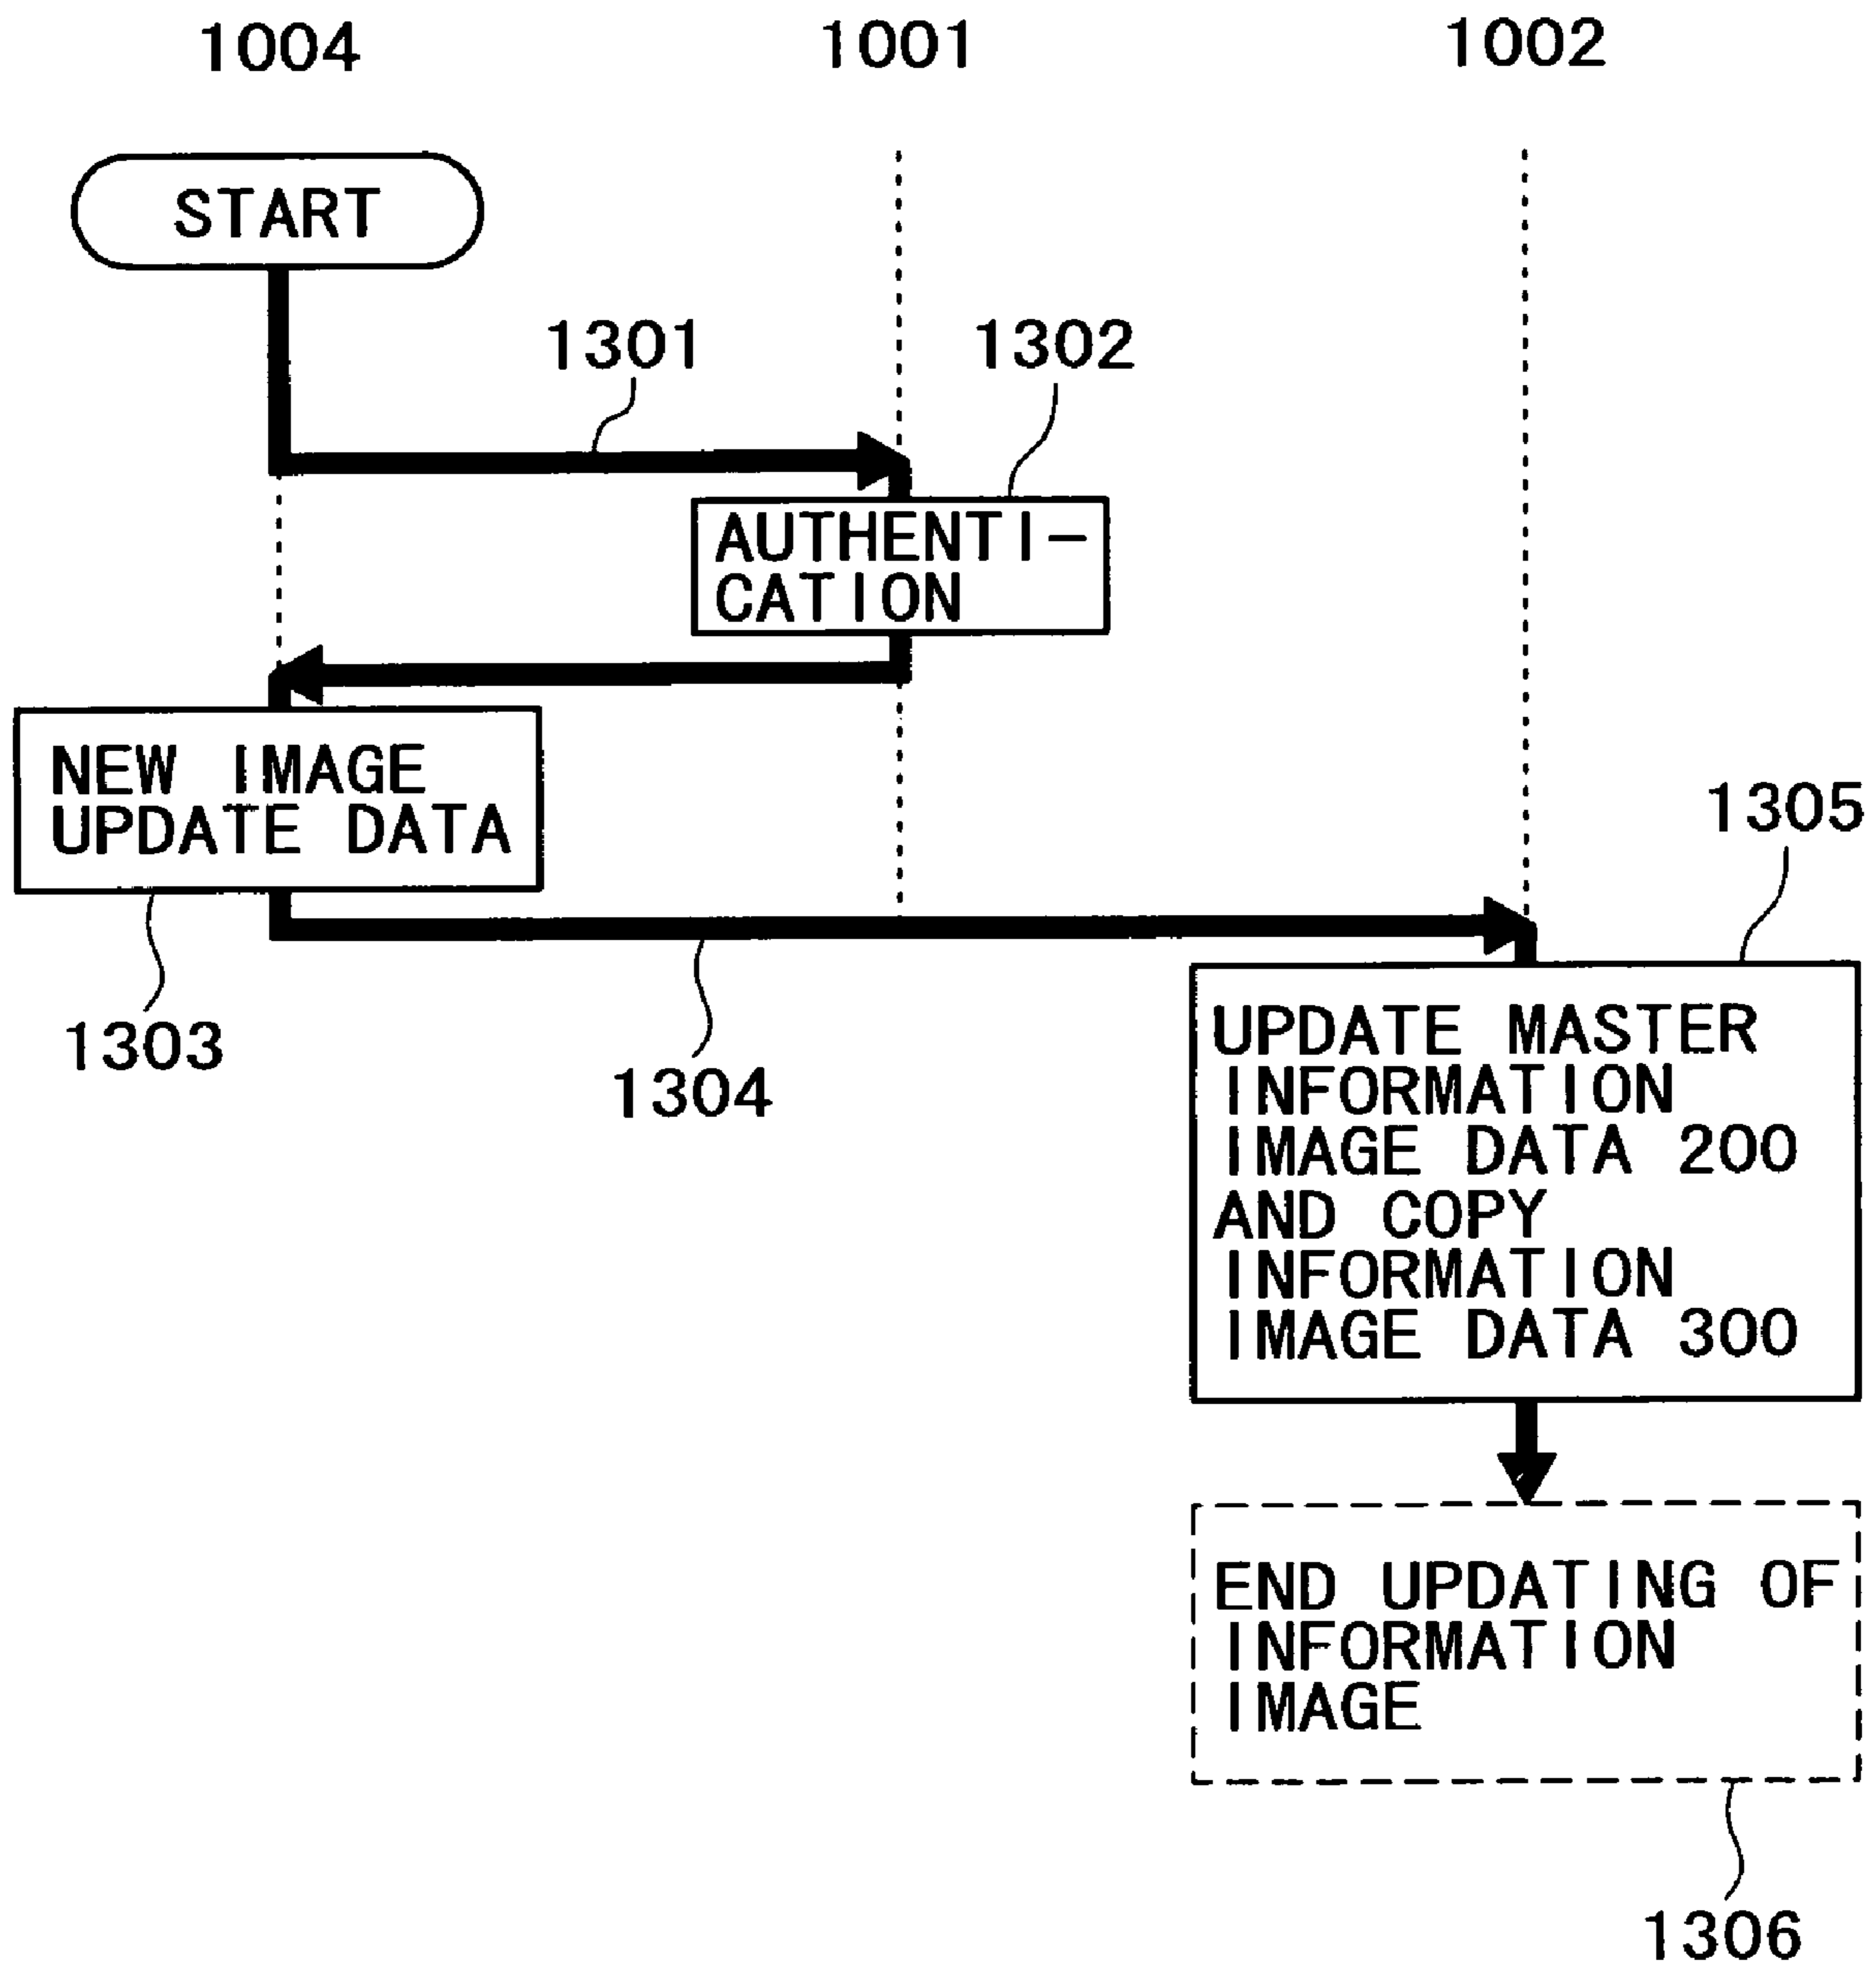 1004
1001
1002
START
1301
1302
AUTHENTI-
CATION
NEW IMAGE
UPDATE DATA
1303
1304
1305
UPDATE MASTER
INFORMATION
IMAGE DATA 200
AND COPY
INFORMATION
IMAGE DATA 300
END UPDATING OF
INFORMATION
IMAGE
1306